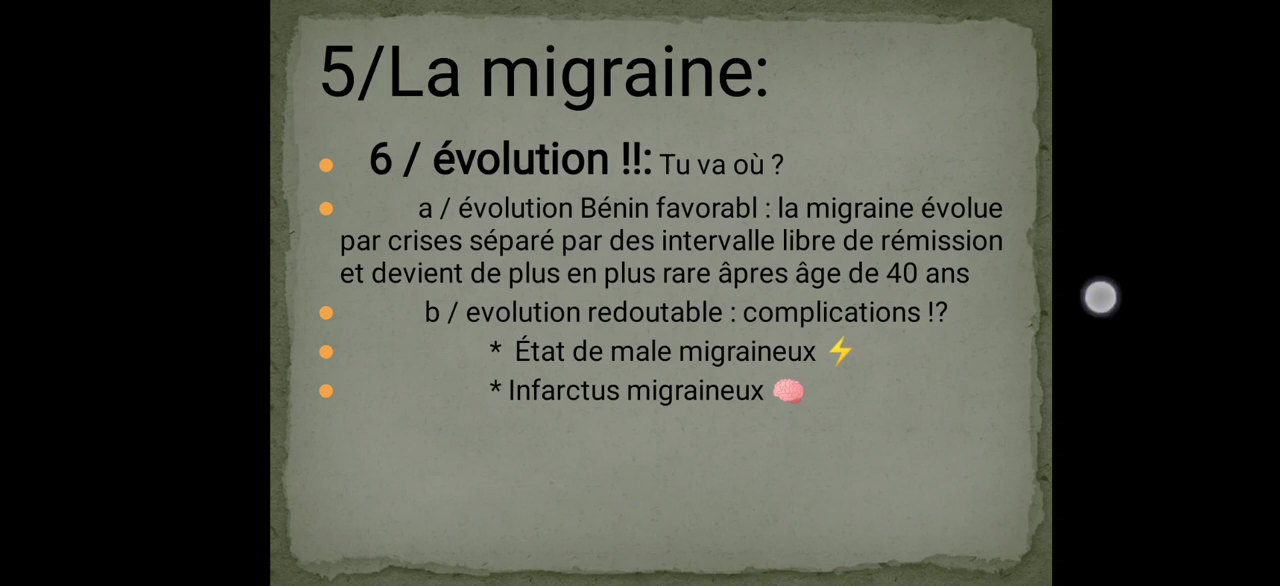 5/La migraine:
6 / évolution !!: Tu va où ?
a / évolution Bénin favorabl : la migraine évolue
par crises séparé par des intervalle libre de rémission
et devient de plus en plus rare âpres âge de 40 ans
b / evolution redoutable : complications !?
* État de male migraineux ⚡
* Infarctus migraineux 🧠